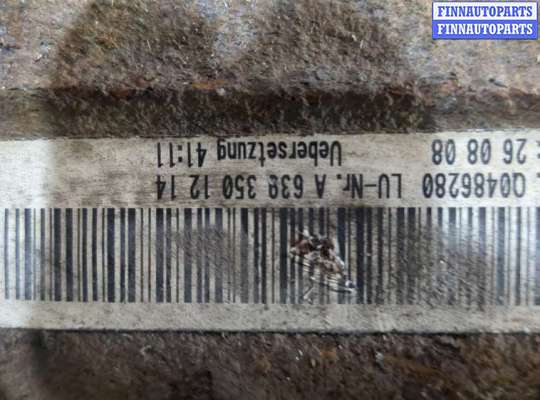 FINNAUTOPARTS
FINNAUTOPARTS
: 26 08 08 Uebersetzung 41:11
Q0486280 LU-Nr. A 639 350 12 14